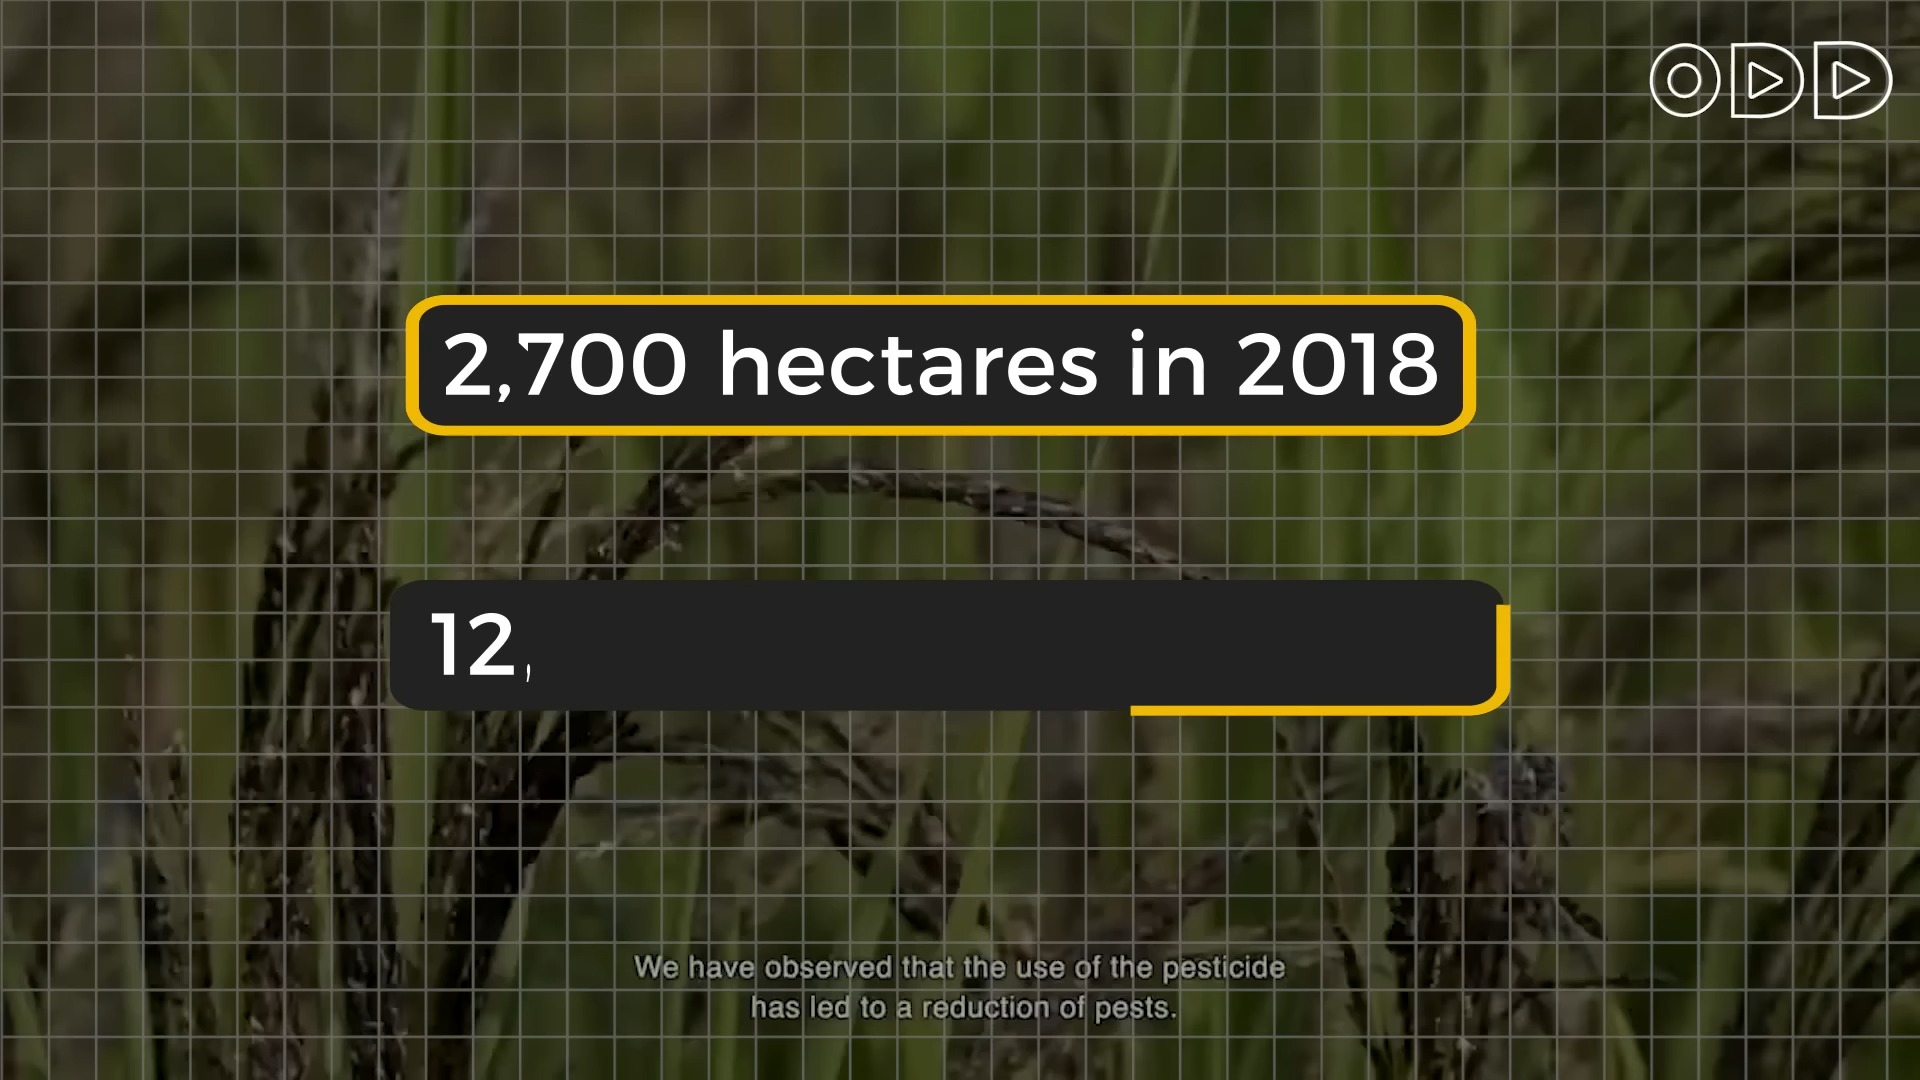 ODD
2,700 hectares in 2018
12,
We have observed that the use of the pesticide
has led to a reduction of pests.